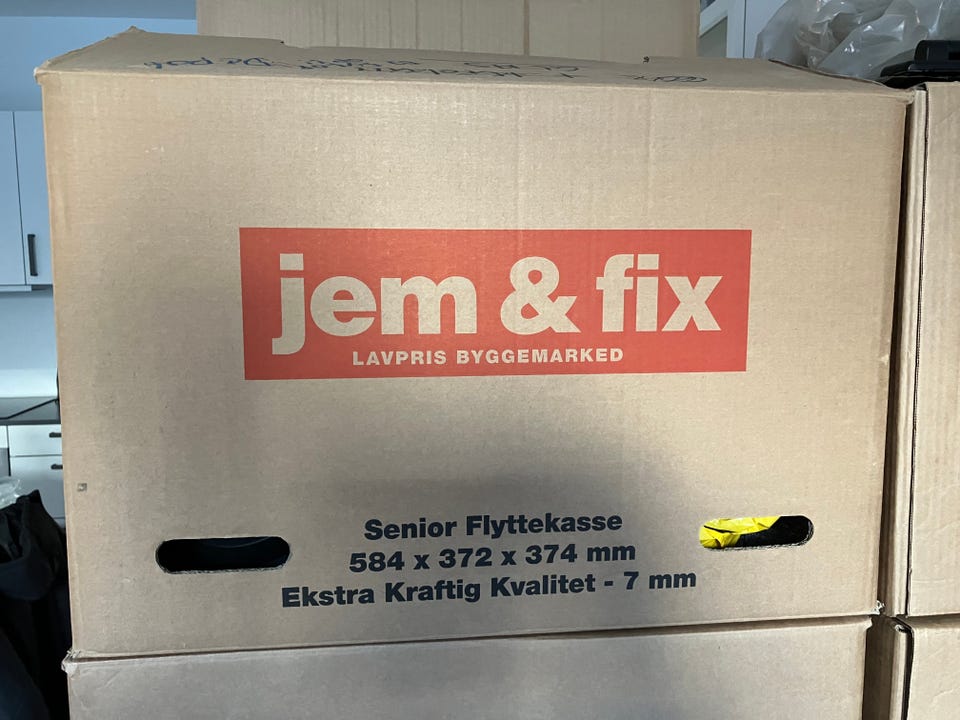 jem & fix
LAVPRIS BYGGEMARKED
Senior Flyttekasse
584 x 372 x 374 mm
Ekstra Kraftig Kvalitet - 7 mm